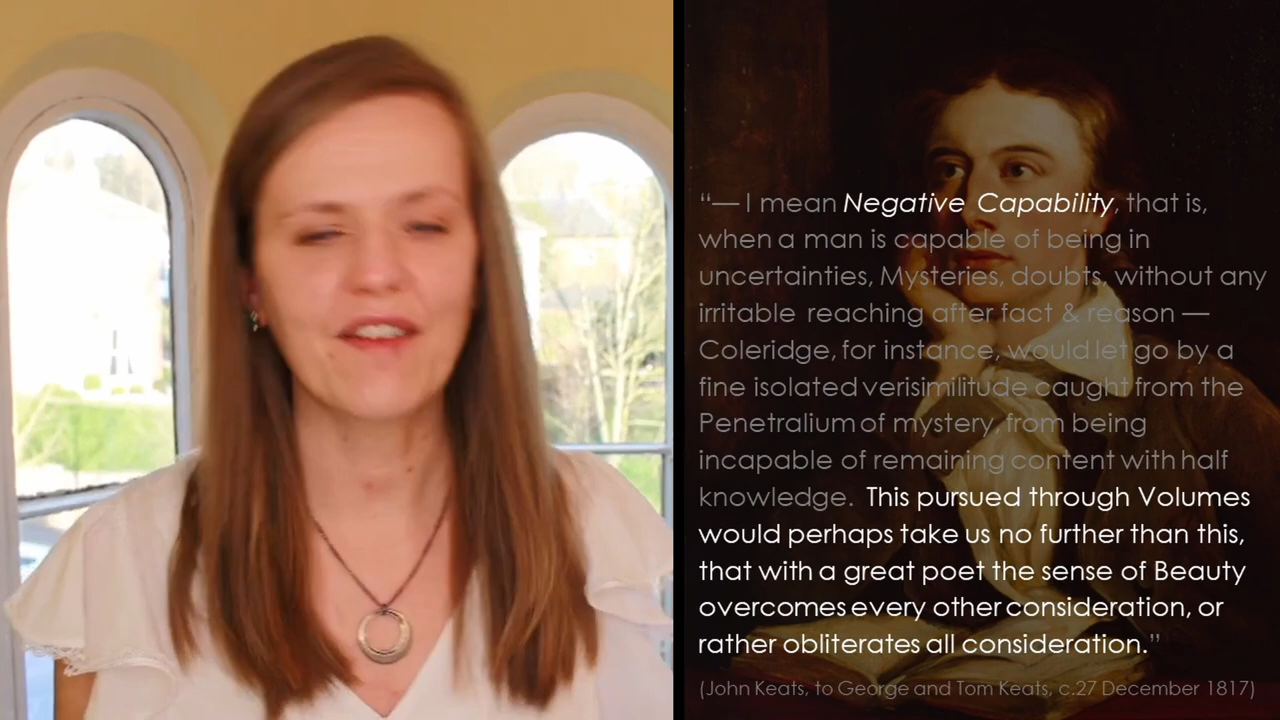 “— I mean Negative Capability, that is,
when a man is capable of being in
uncertainties, Mysteries, doubts, without any
irritable reaching after fact & reason —
Coleridge, for instance, would let go by a
fine isolated verisimilitude caught from the
Penetralium of mystery, from being
incapable of remaining content with half
knowledge. This pursued through Volumes
would perhaps take us no further than this,
that with a great poet the sense of Beauty
overcomes every other consideration, or
rather obliterates all consideration.”
(John Keats, to George and Tom Keats, c.27 December 1817)